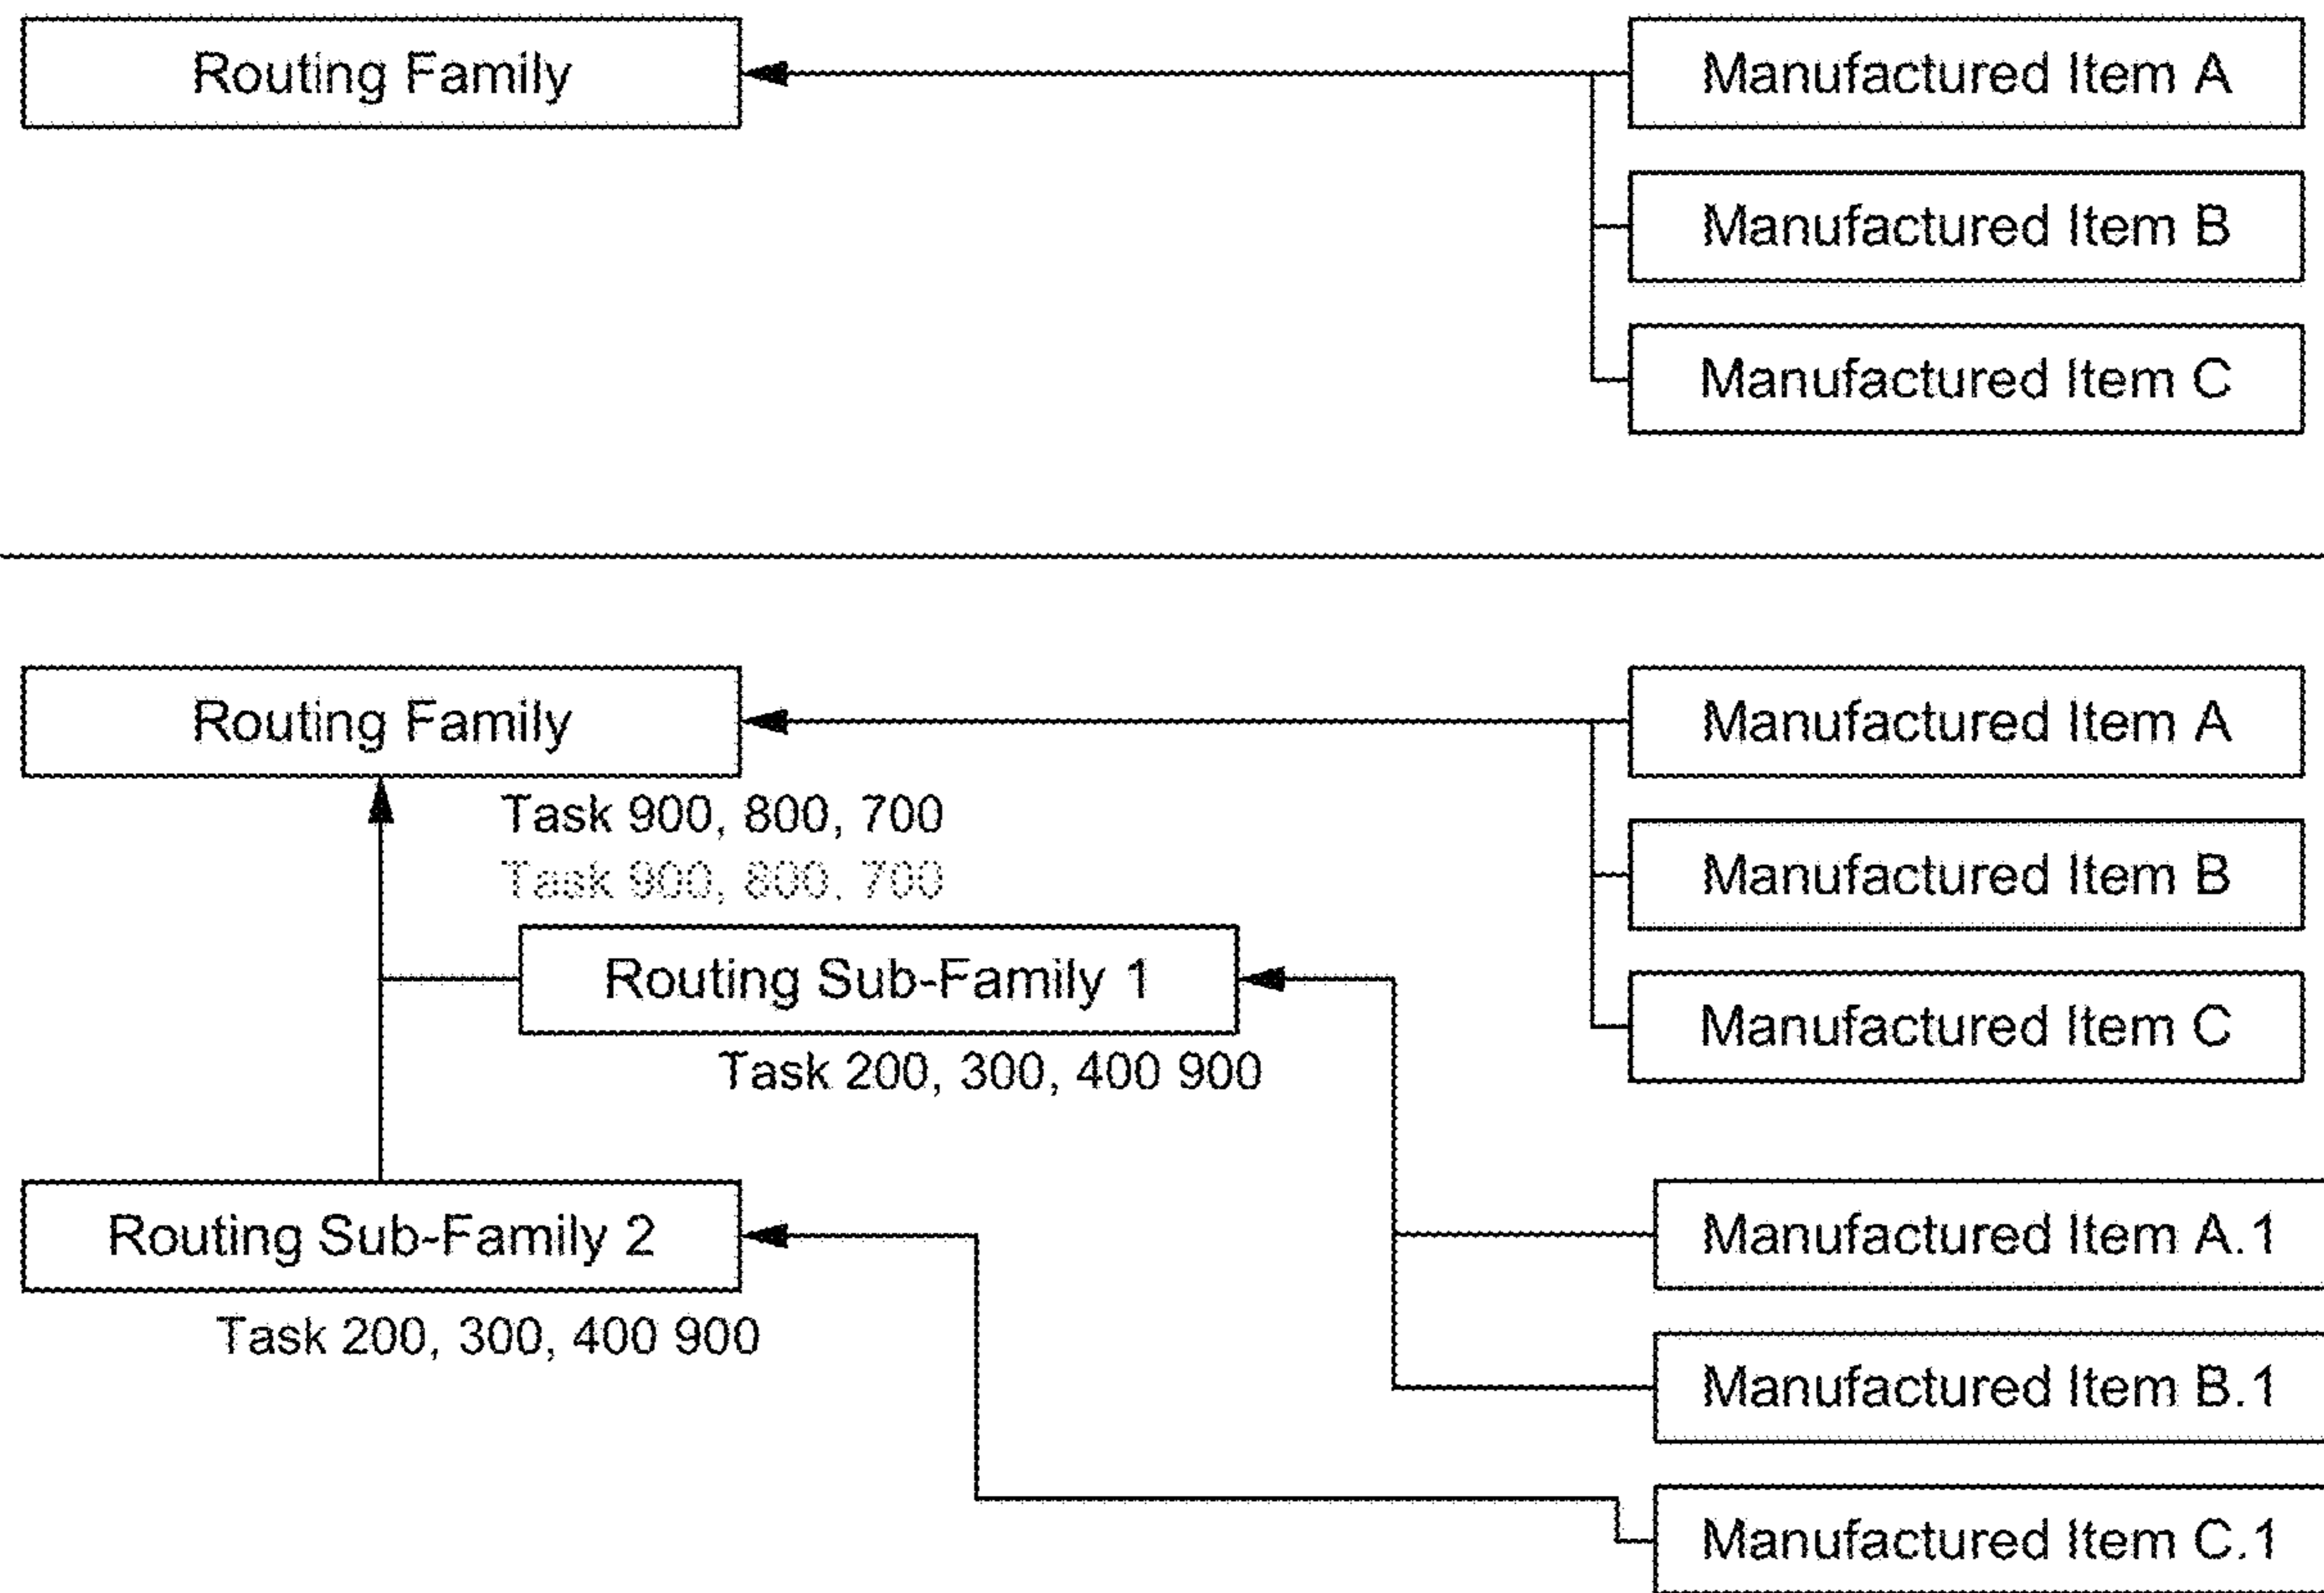 Routing Family
Manufactured Item A
Manufactured Item B
Manufactured Item C
Routing Family
Manufactured Item A
Task 900, 800, 700
Task 900, 800, 700
Manufactured Item B
Routing Sub-Family 1
Manufactured Item C
Task 200, 300, 400 900
Routing Sub-Family 2
Manufactured Item A.1
Task 200, 300, 400 900
Manufactured Item B.1
Manufactured Item C.1